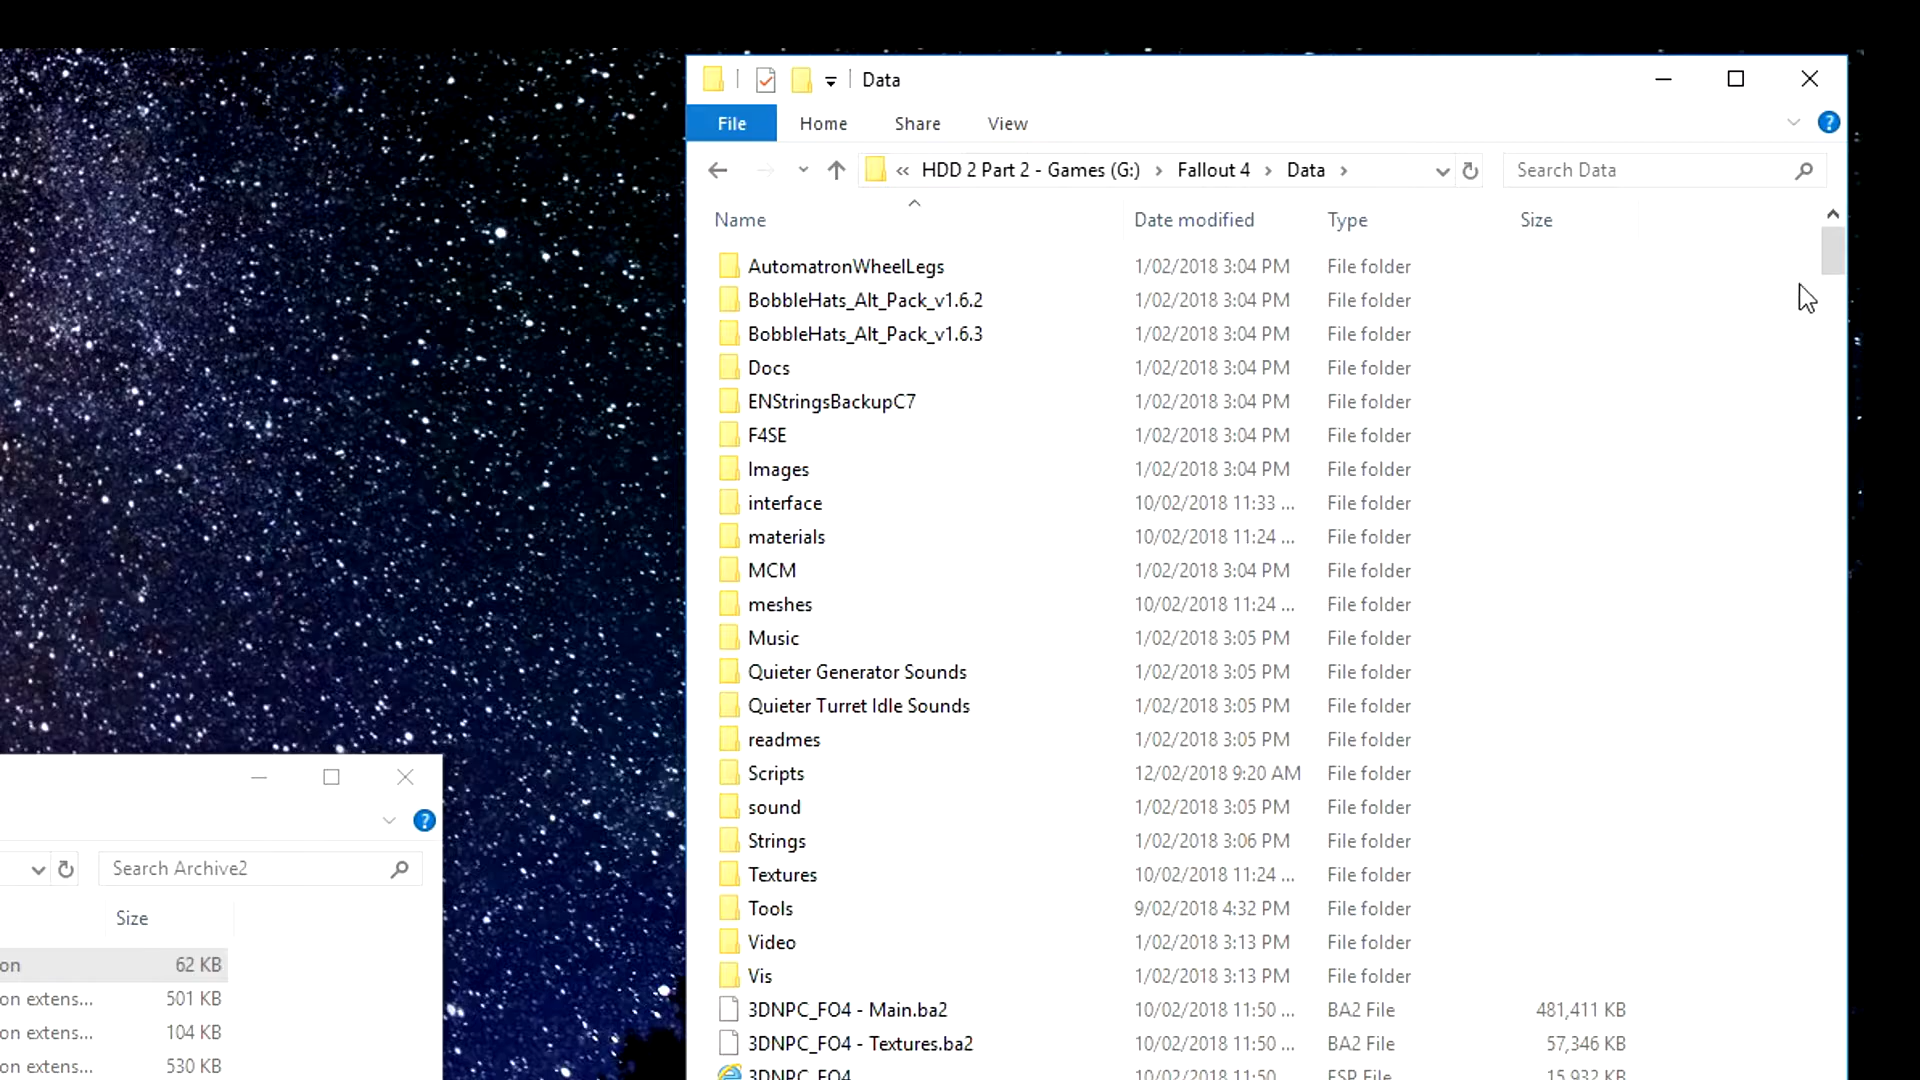 Data
File Home Share View
« HDD 2 Part 2 - Games (G:) > Fallout 4 > Data > Search Data
Name Date modified Type Size
AutomatronWheelLegs 1/02/2018 3:04 PM File folder
BobbleHats_Alt_Pack_v1.6.2 1/02/2018 3:04 PM File folder
BobbleHats_Alt_Pack_v1.6.3 1/02/2018 3:04 PM File folder
Docs 1/02/2018 3:04 PM File folder
ENStringsBackupC7 1/02/2018 3:04 PM File folder
F4SE 1/02/2018 3:04 PM File folder
Images 1/02/2018 3:04 PM File folder
interface 10/02/2018 11:33 ... File folder
materials 10/02/2018 11:24 ... File folder
MCM 1/02/2018 3:04 PM File folder
meshes 10/02/2018 11:24 ... File folder
Music 1/02/2018 3:05 PM File folder
Quieter Generator Sounds 1/02/2018 3:05 PM File folder
Quieter Turret Idle Sounds 1/02/2018 3:05 PM File folder
readmes 1/02/2018 3:05 PM File folder
Scripts 12/02/2018 9:20 AM File folder
sound 1/02/2018 3:05 PM File folder
Strings 1/02/2018 3:06 PM File folder
Textures 10/02/2018 11:24 ... File folder
Tools 9/02/2018 4:32 PM File folder
Video 1/02/2018 3:13 PM File folder
Vis 1/02/2018 3:13 PM File folder
3DNPC_FO4 - Main.ba2 10/02/2018 11:50 ... BA2 File 481,411 KB
3DNPC_FO4 - Textures.ba2 10/02/2018 11:50 ... BA2 File 57,346 KB
3DNPC_FO4 10/02/2018 11:50 ... ESP File 15,932 KB
Search Archive2
Size
on 62 KB
on extens... 501 KB
on extens... 104 KB
on extens... 530 KB